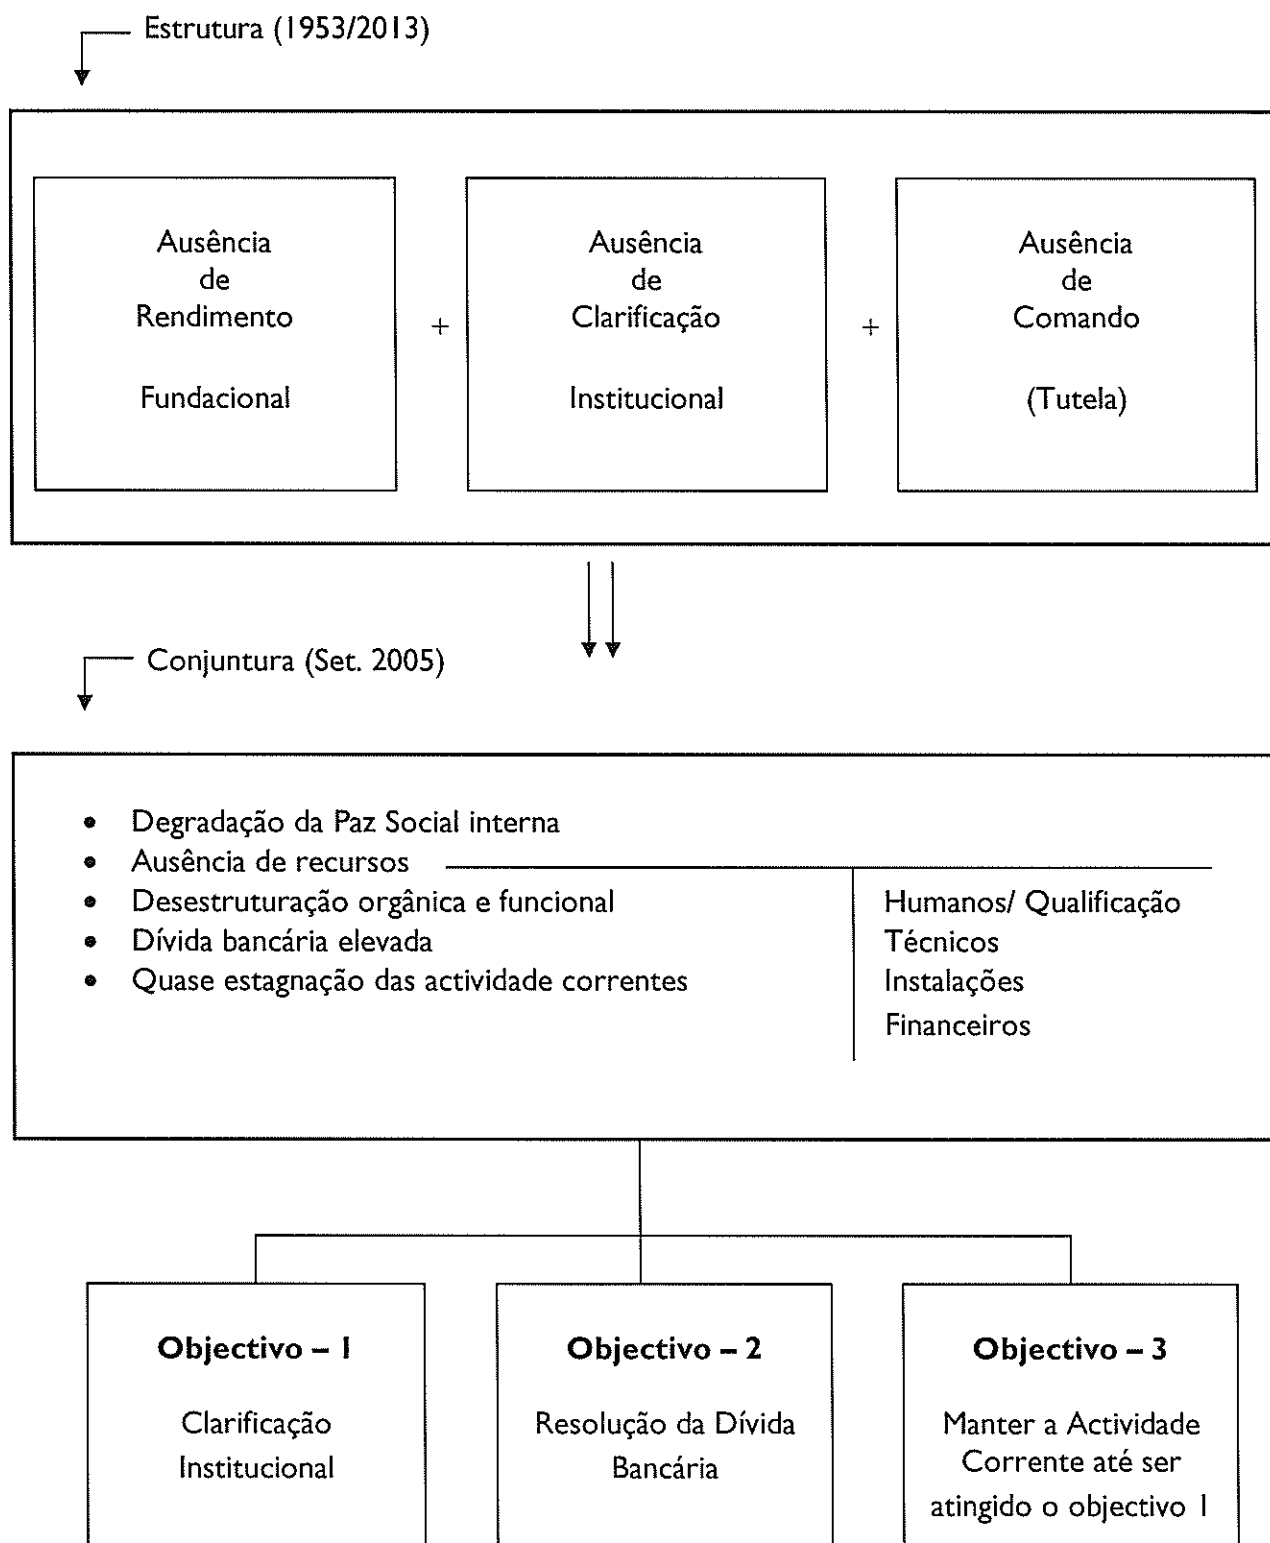 Estrutura (1953/2013)
Ausência
de
Rendimento
Fundacional
+
Ausência
de
Clarificação
Institucional
+
Ausência
de
Comando
(Tutela)
Conjuntura (Set. 2005)
• Degradação da Paz Social interna
• Ausência de recursos
• Desestruturação orgânica e funcional
• Dívida bancária elevada
• Quase estagnação das actividade correntes
Humanos/ Qualificação
Técnicos
Instalações
Financeiros
Objectivo – 1
Clarificação
Institucional
Objectivo – 2
Resolução da Dívida
Bancária
Objectivo – 3
Manter a Actividade
Corrente até ser
atingido o objectivo 1